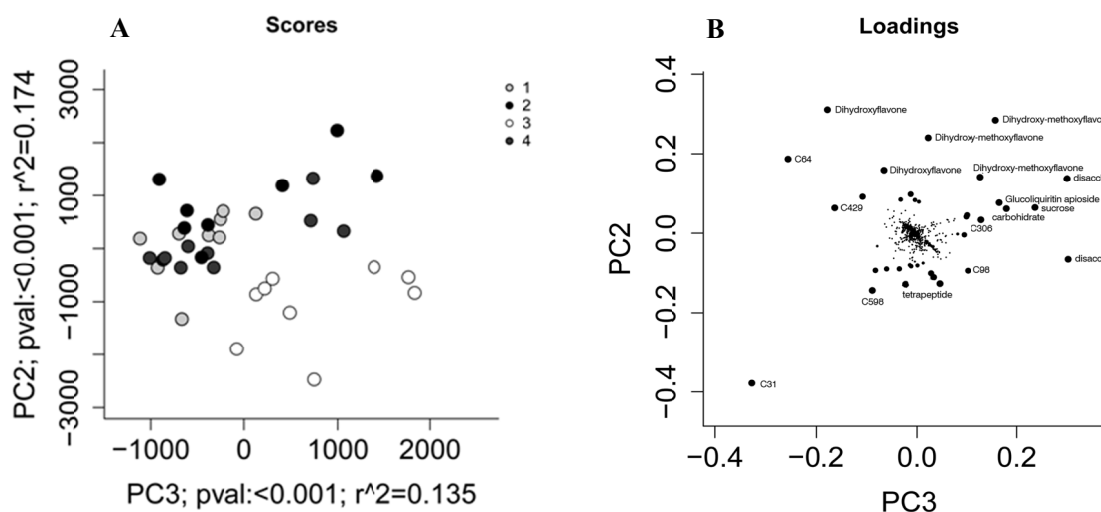 A
Scores
PC2; pval:<0.001; r^2=0.174
3000
1000
−1000
−3000
−1000
0
1000
2000
PC3; pval:<0.001; r^2=0.135
1
2
3
4
B
Loadings
PC2
0.4
0.2
0.0
−0.2
−0.4
−0.4
−0.2
0.0
0.2
PC3
Dihydroxyflavone
Dihydroxy-methoxyflavo
Dihydroxy-methoxyflavone
C64
Dihydroxyflavone
Dihydroxy-methoxyflavone
disacci
Glucoliquiritin apioside
C429
sucrose
carbohidrate
C306
disacc
C98
tetrapeptide
C598
C31